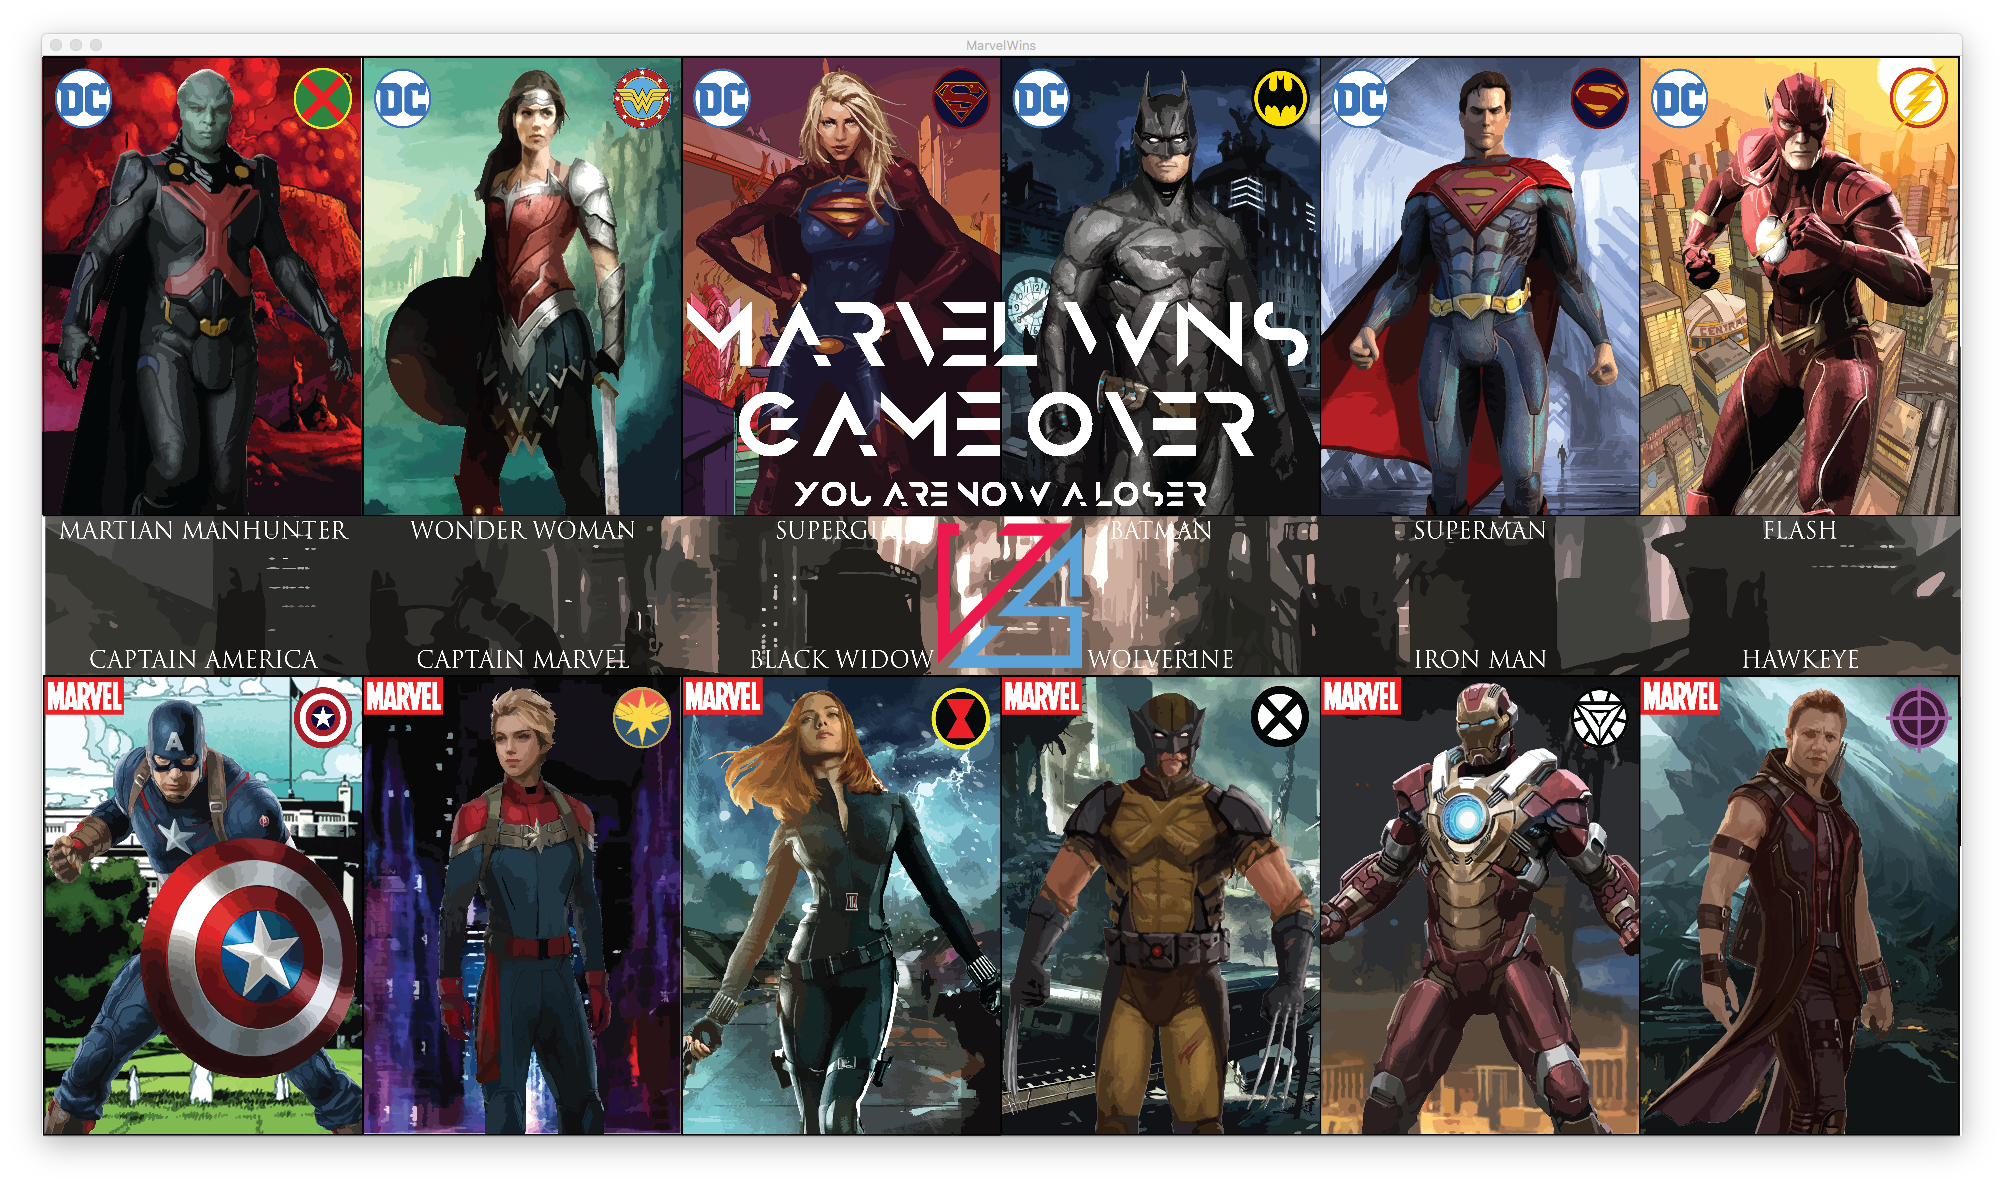 MarvelWins
DC
DC
DC
DC
DC
DC
MARVEL WNS
GAME OVER
YOU ARE NOW A LOSER
MARTIAN MANHUNTER
WONDER WOMAN
SUPERGIRL
BATMAN
SUPERMAN
FLASH
VS
CAPTAIN AMERICA
CAPTAIN MARVEL
BLACK WIDOW
WOLVERINE
IRON MAN
HAWKEYE
MARVEL
MARVEL
MARVEL
MARVEL
MARVEL
MARVEL
A